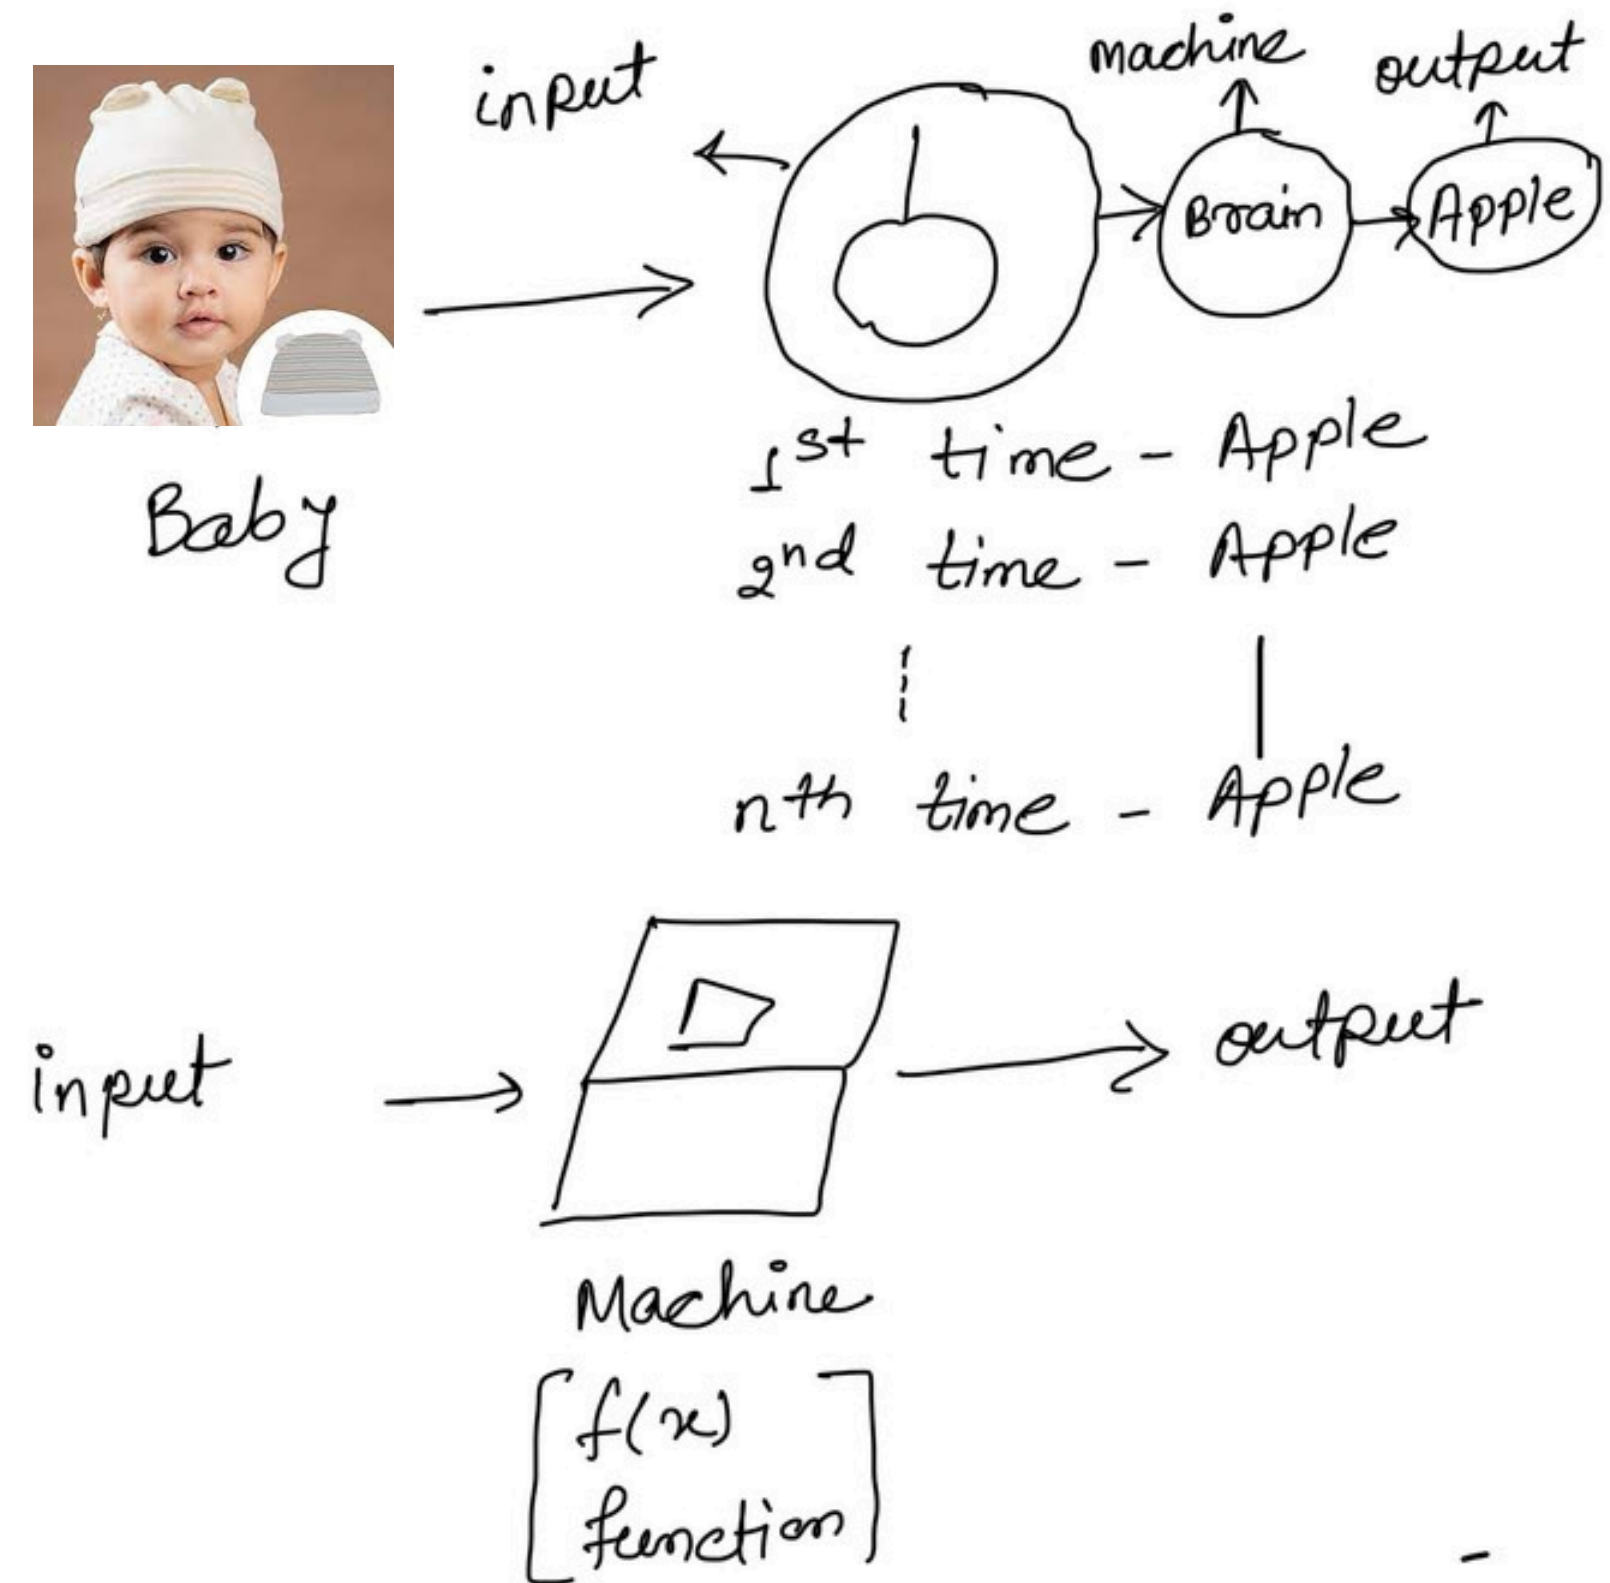 machine
output
input
Brain
Apple
Baby
1st time - Apple
2nd time - Apple
nth time - Apple
input
output
Machine
f(x)
function